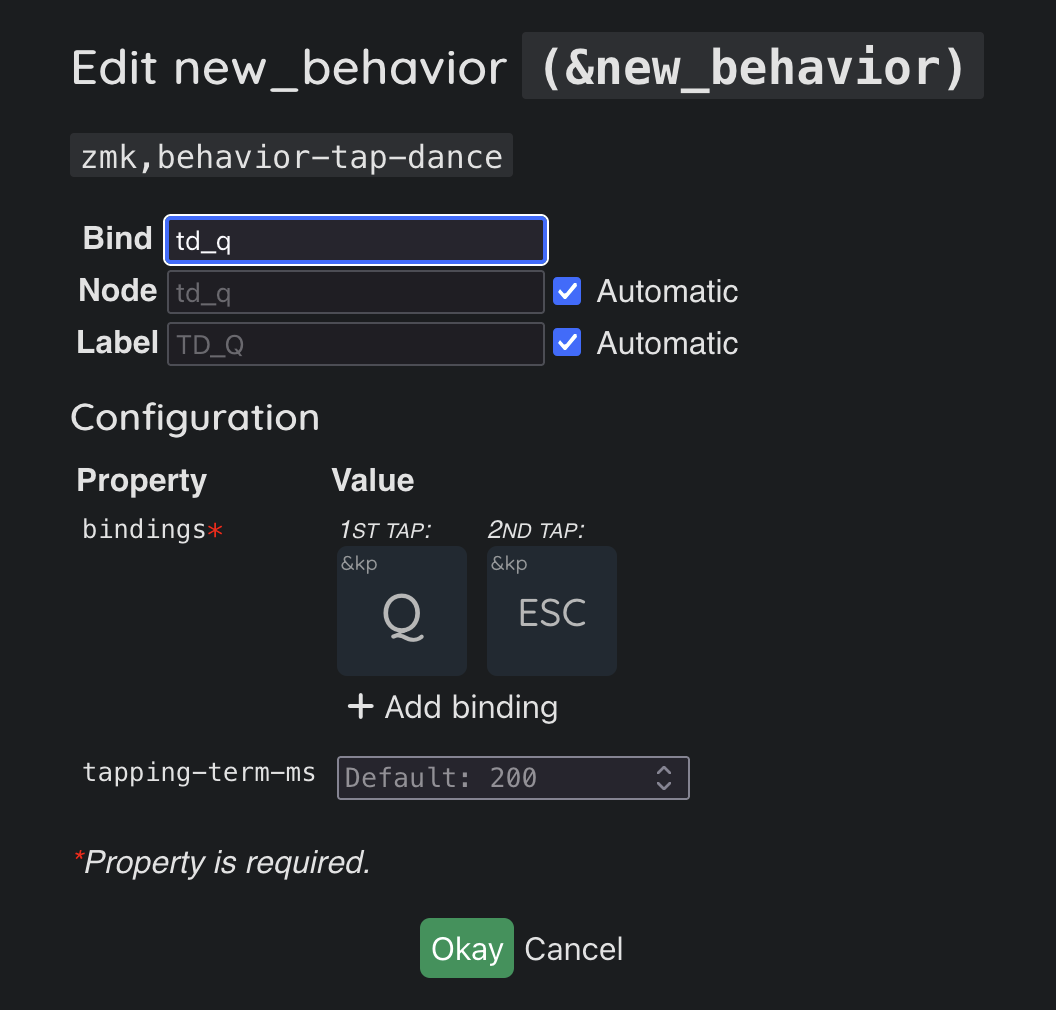 Edit new_behavior (&new_behavior)
zmk,behavior-tap-dance
Bind td_q
Node td_q Automatic
Label TD_Q Automatic
Configuration
Property Value
bindings* 1ST TAP: 2ND TAP:
&kp &kp
Q ESC
+ Add binding
tapping-term-ms Default: 200
*Property is required.
Okay Cancel